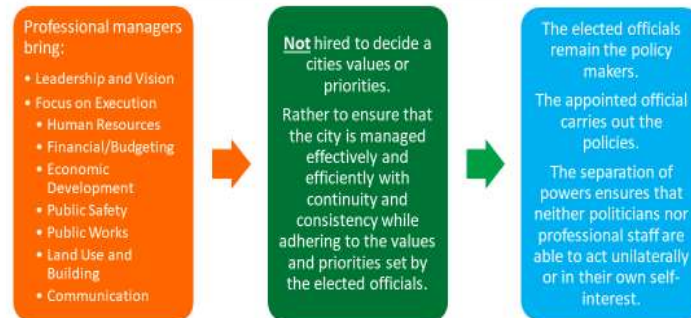 Professional managers
bring:
• Leadership and Vision
• Focus on Execution
• Human Resources
• Financial/Budgeting
• Economic
Development
• Public Safety
• Public Works
• Land Use and
Building
• Communication
Not hired to decide a
cities values or
priorities.
Rather to ensure that
the city is managed
effectively and
efficiently with
continuity and
consistency while
adhering to the values
and priorities set by
the elected officials.
The elected officials
remain the policy
makers.
The appointed official
carries out the
policies.
The separation of
powers ensures that
neither politicians nor
professional staff are
able to act unilaterally
or in their own self-
interest.